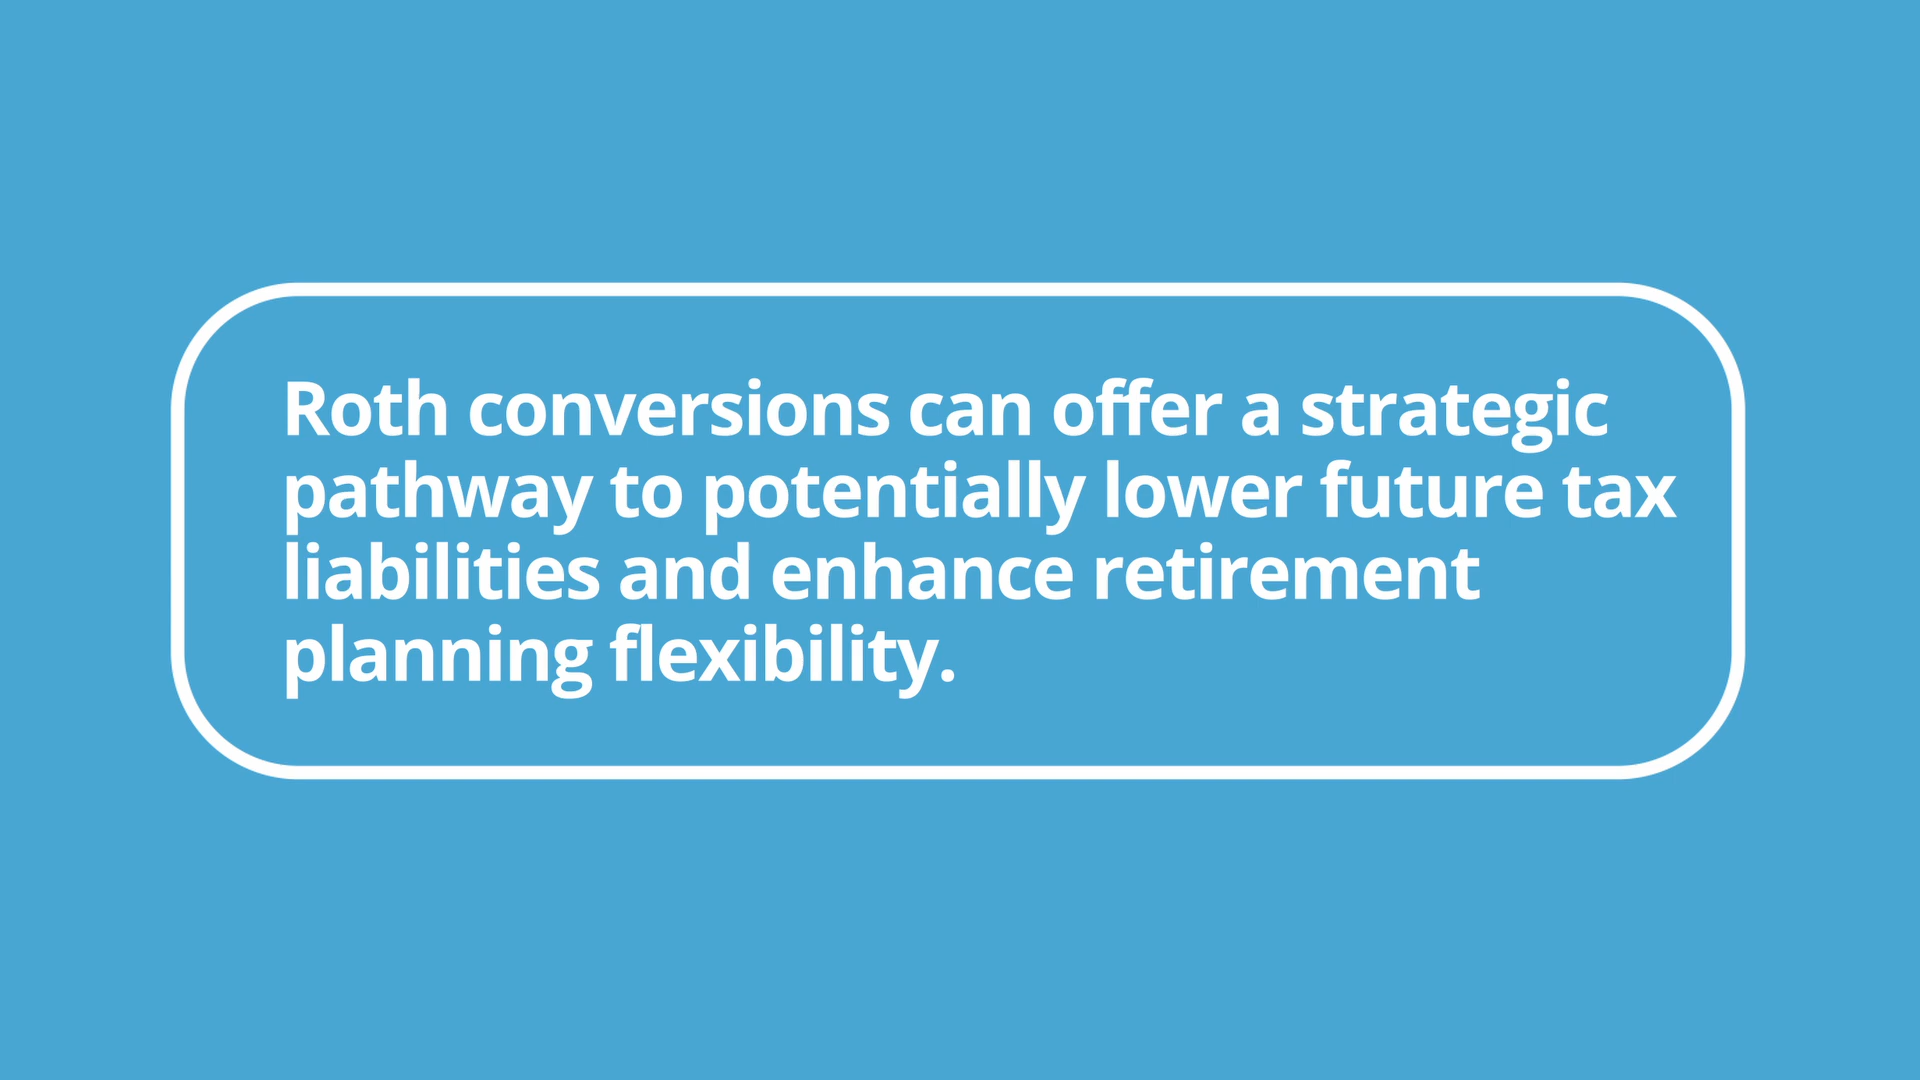 Roth conversions can offer a strategic
pathway to potentially lower future tax
liabilities and enhance retirement
planning flexibility.